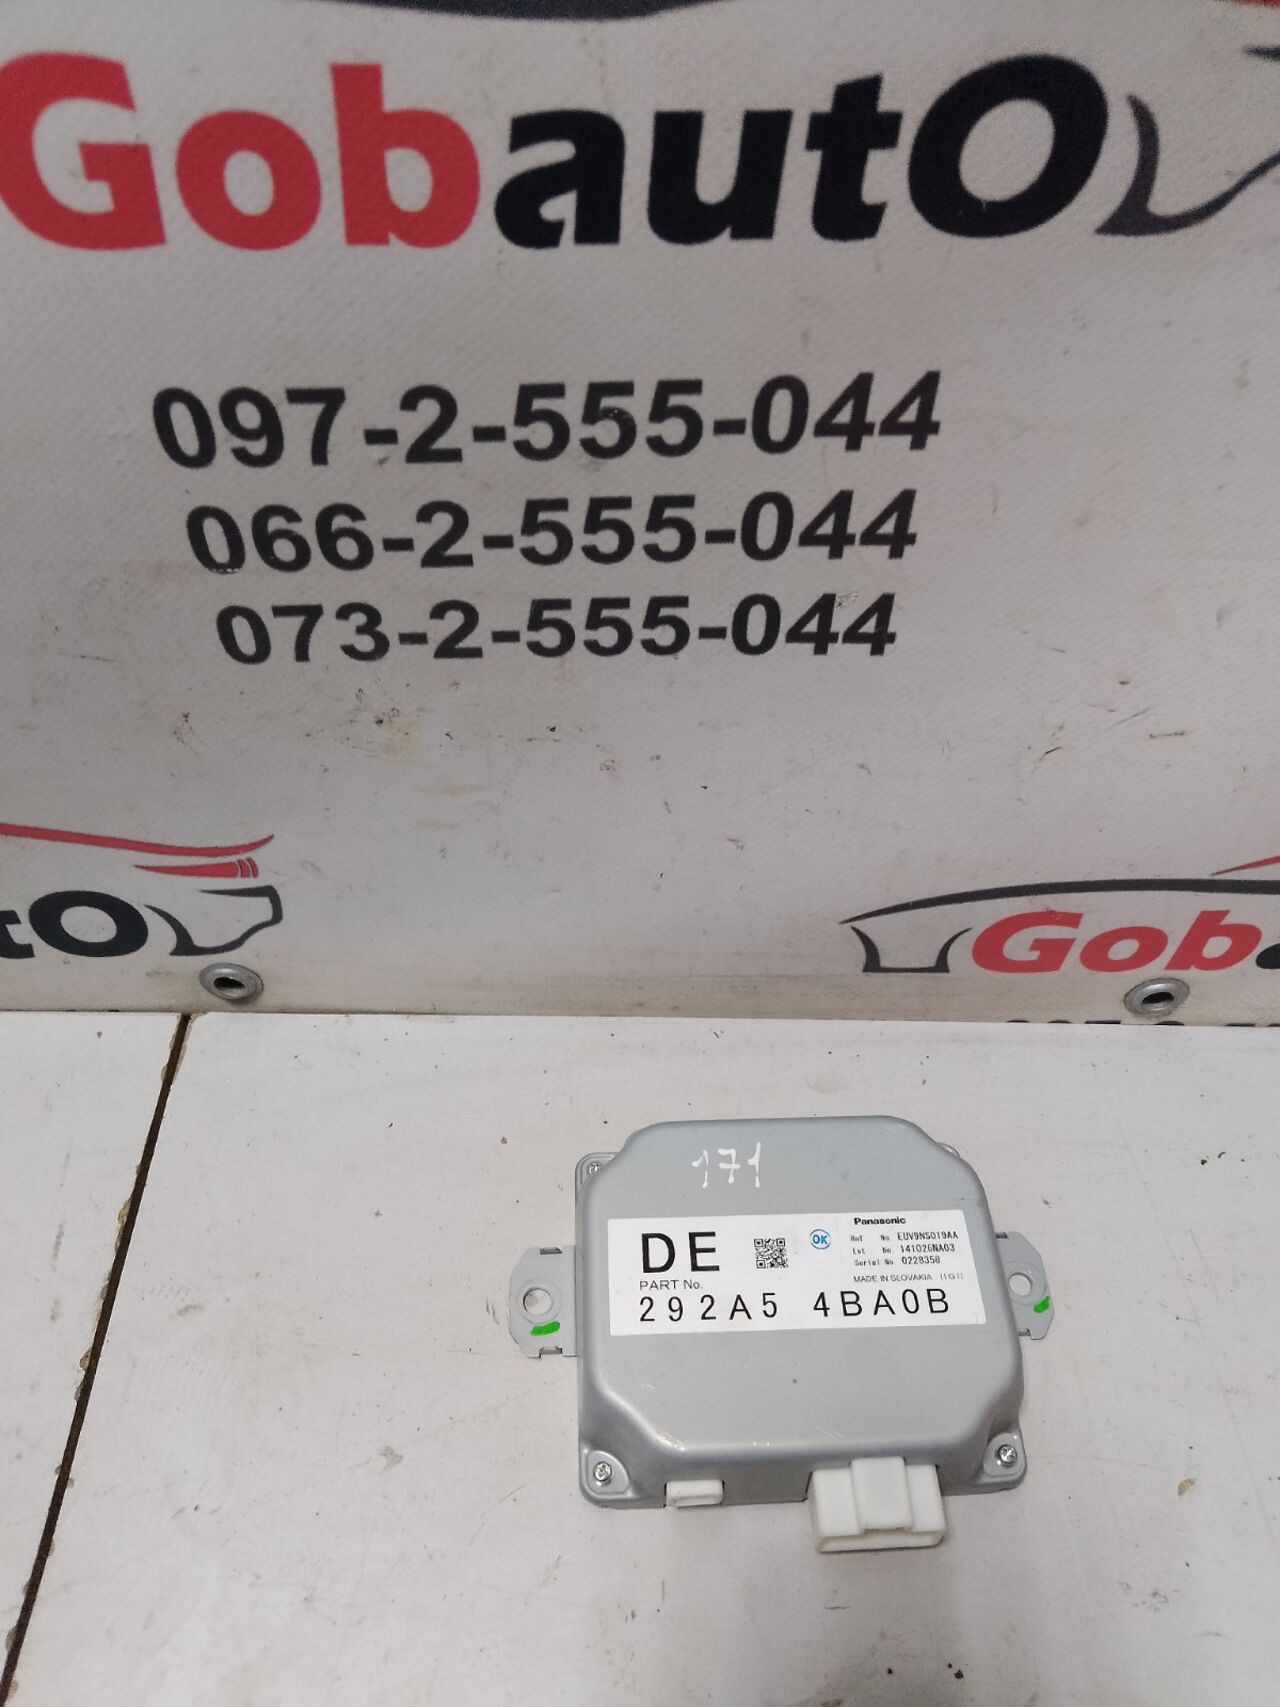 GobautO
097-2-555-044
066-2-555-044
073-2-555-044
tO
Gob
171
DE
OK
Panasonic
Ref No. EUV9NS019AA
Lot No. 141026NA03
Serial No 0228358
PART No.
MADE IN SLOVAKIA (IGI)
292A5 4BA0B